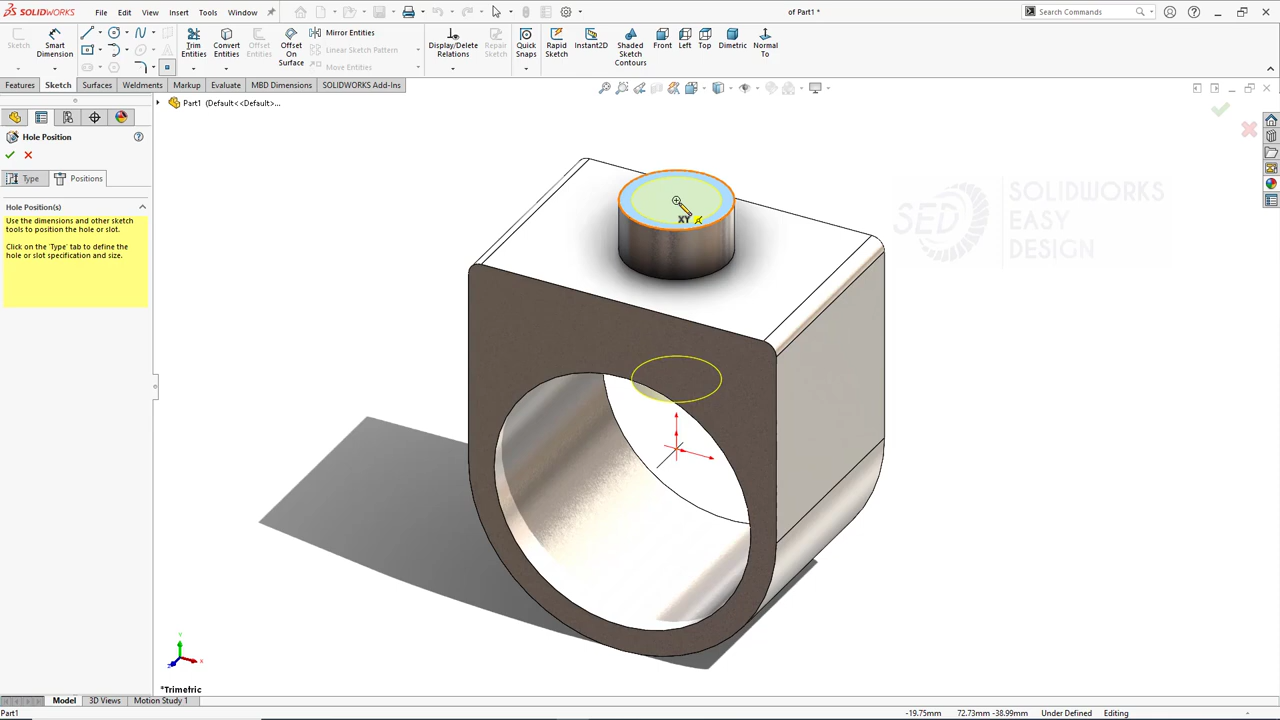 SOLIDWORKS
File Edit View Insert Tools Window
of Part1 *
Search Commands
Sketch
Smart Dimension
Trim Entities
Convert Entities
Offset Entities
Offset On Surface
Mirror Entities
Linear Sketch Pattern
Move Entities
Display/Delete Relations
Repair Sketch
Quick Snaps
Rapid Sketch
Instant2D
Shaded Sketch Contours
Front
Left
Top
Dimetric
Normal To
Features Sketch Surfaces Weldments Markup Evaluate MBD Dimensions SOLIDWORKS Add-Ins
Part1 (Default<<Default>...
Hole Position
Type Positions
Hole Position(s)
Use the dimensions and other sketch
tools to position the hole or slot.
Click on the 'Type' tab to define the
hole or slot specification and size.
XY
SED
SOLIDWORKS
EASY
DESIGN
Y
X
Z
*Trimetric
Model 3D Views Motion Study 1
Part1
-19.75mm 72.73mm -38.99mm Under Defined Editing